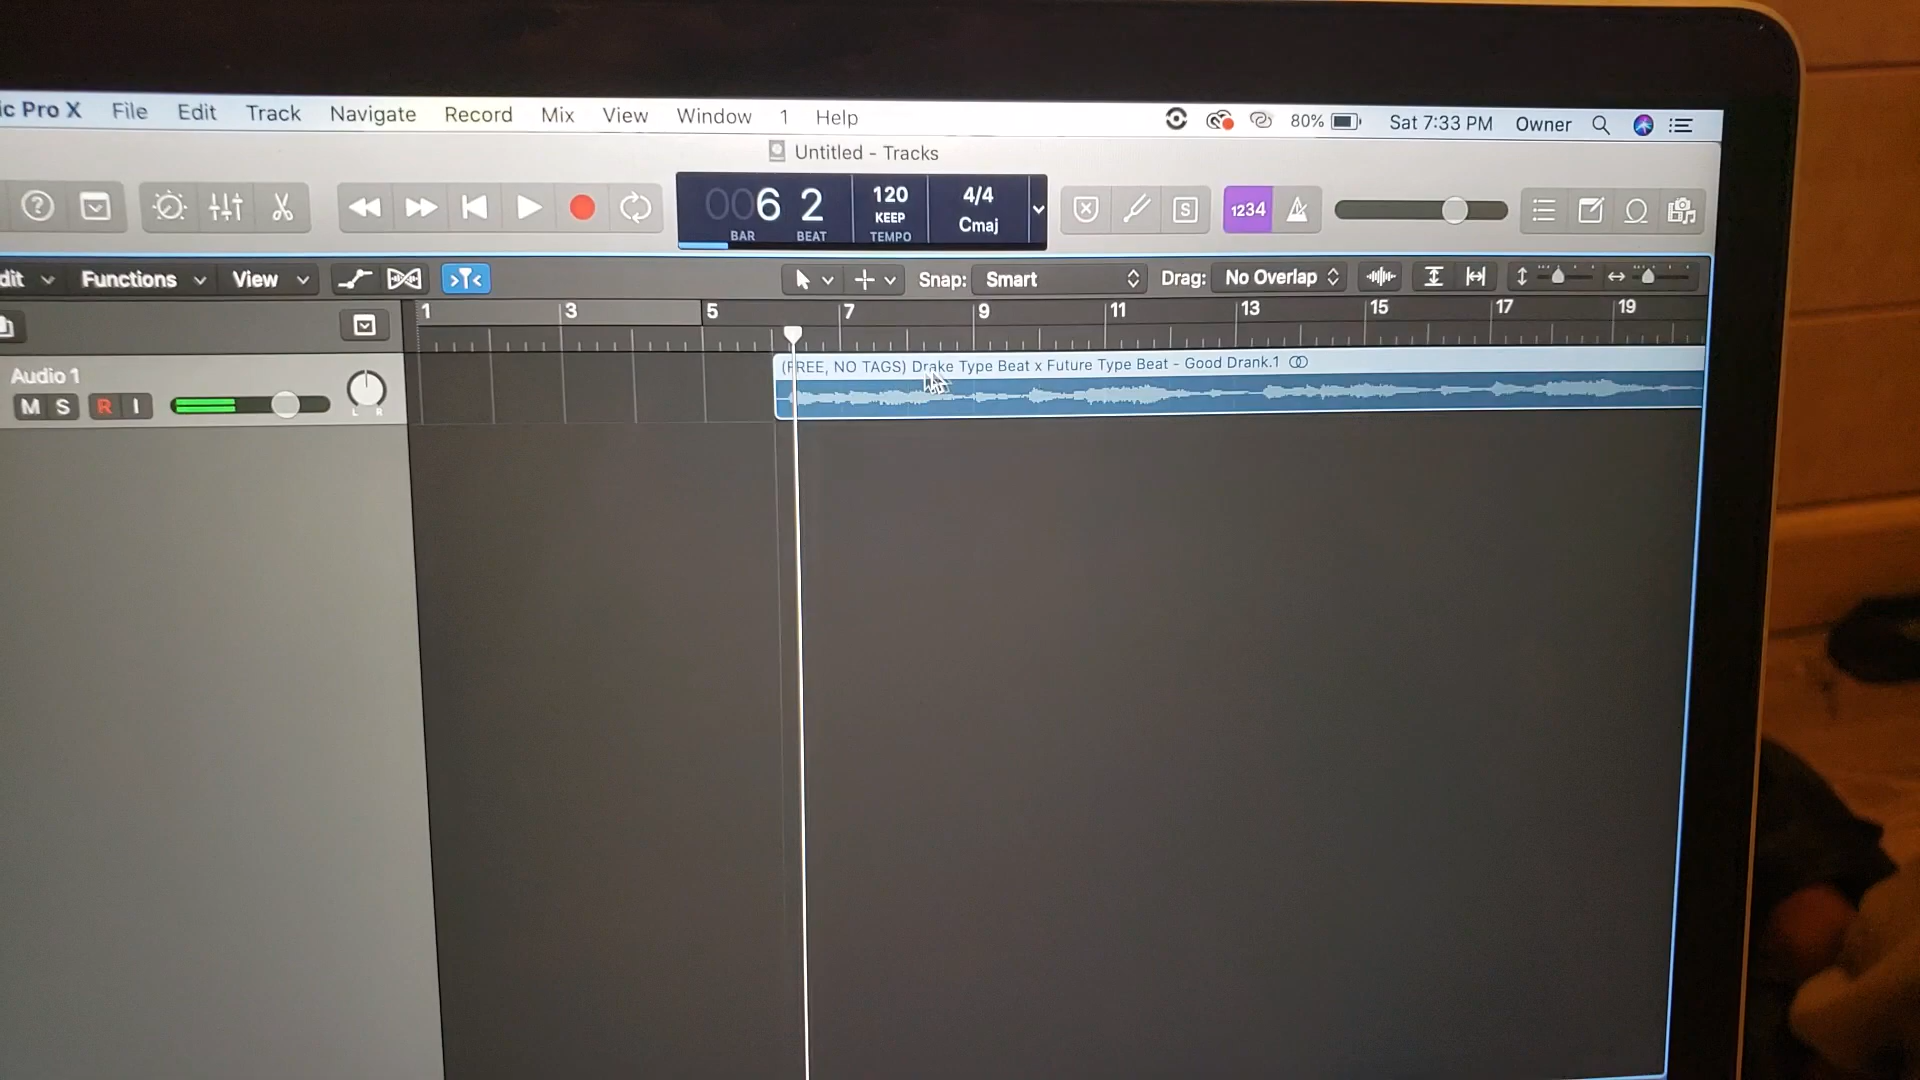 ic Pro X File Edit Track Navigate Record Mix View Window 1 Help 80% Sat 7:33 PM Owner
Untitled - Tracks
006 2 120 4/4
KEEP Cmaj
BAR BEAT TEMPO
S 1234
dit Functions View Snap: Smart Drag: No Overlap
1 3 5 7 9 11 13 15 17 19
(FREE, NO TAGS) Drake Type Beat x Future Type Beat - Good Drank.1
Audio 1
M S R I L R